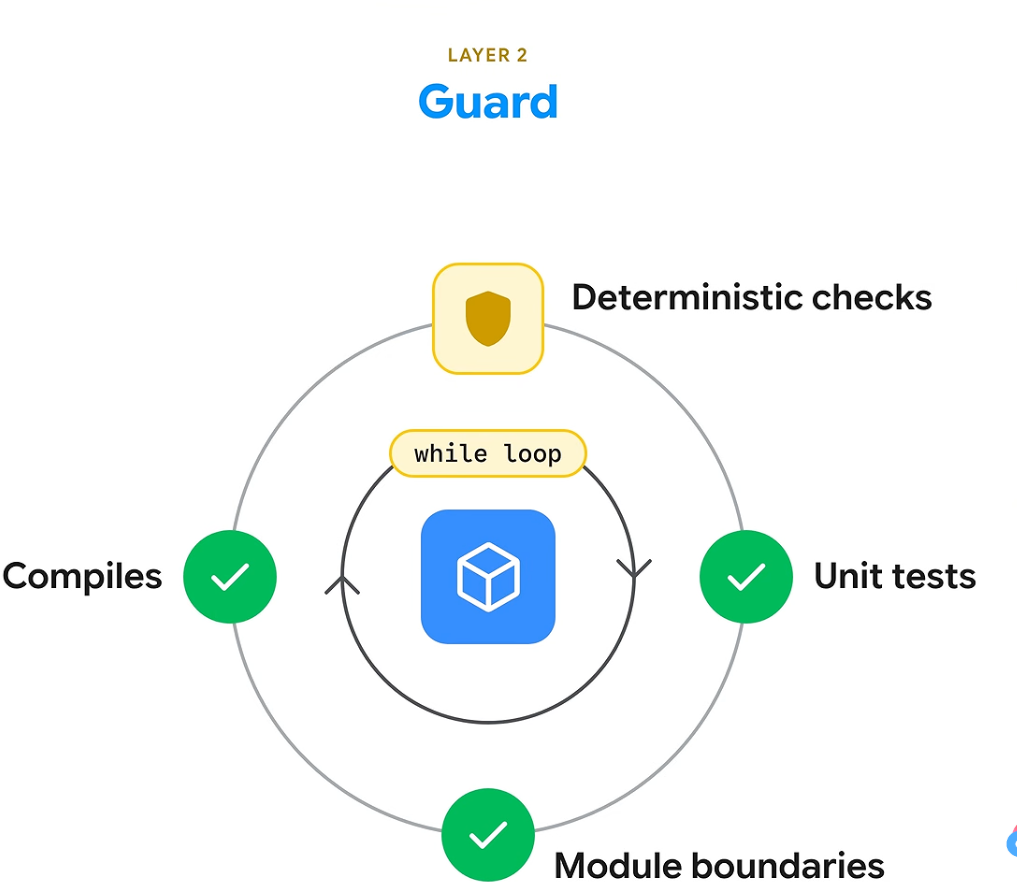 LAYER 2
Guard
Deterministic checks
while loop
Compiles
Unit tests
Module boundaries